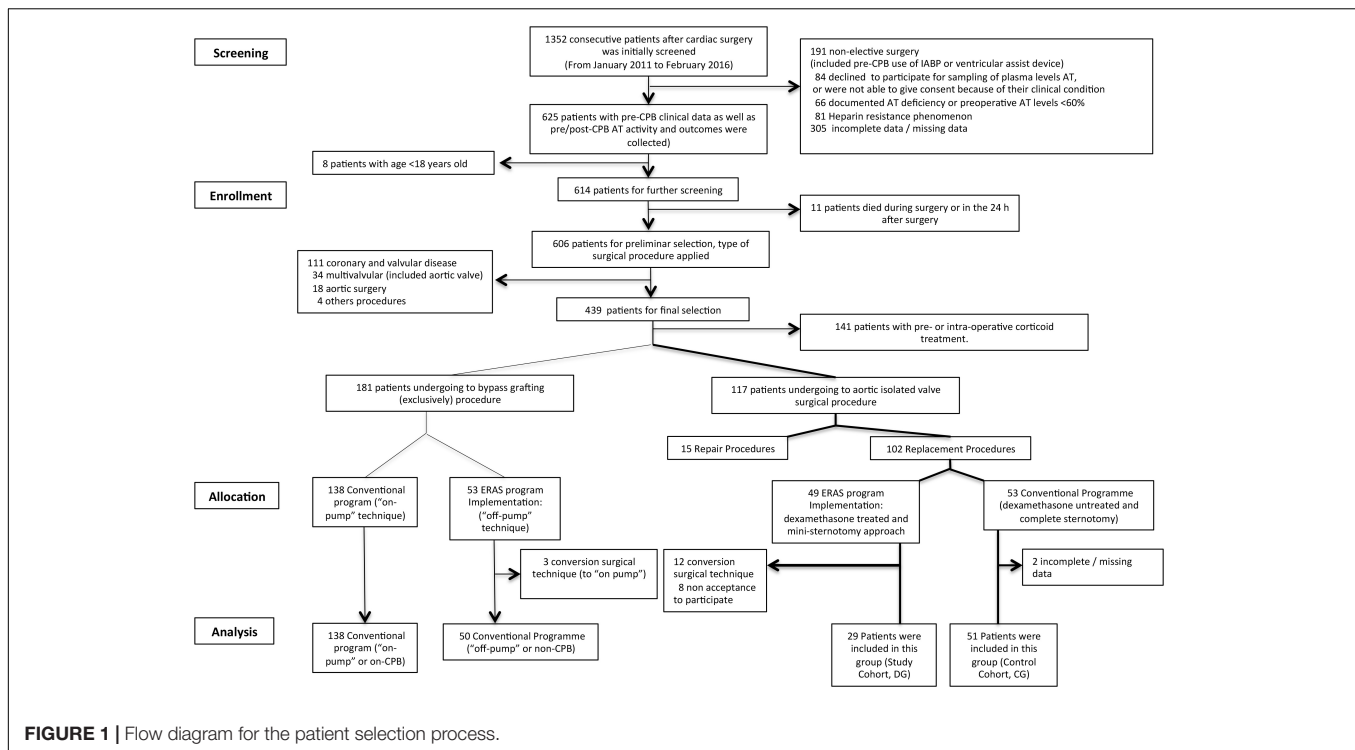 Screening
1352 consecutive patients after cardiac surgery
was initially screened
(From January 2011 to February 2016)
191 non-elective surgery
(included pre-CPB use of IABP or ventricular assist device)
84 declined to participate for sampling of plasma levels AT,
or were not able to give consent because of their clinical condition
66 documented AT deficiency or preoperative AT levels <60%
81 Heparin resistance phenomenon
305 incomplete data / missing data
625 patients with pre-CPB clinical data as well as
pre/post-CPB AT activity and outcomes were
collected)
8 patients with age <18 years old
Enrollment
614 patients for further screening
11 patients died during surgery or in the 24 h
after surgery
606 patients for preliminar selection, type of
surgical procedure applied
111 coronary and valvular disease
34 multivalvular (included aortic valve)
18 aortic surgery
4 others procedures
439 patients for final selection
141 patients with pre- or intra-operative corticoid
treatment.
181 patients undergoing to bypass grafting
(exclusively) procedure
117 patients undergoing to aortic isolated valve
surgical procedure
15 Repair Procedures
102 Replacement Procedures
Allocation
138 Conventional
program ("on-
pump" technique)
53 ERAS program
Implementation:
("off-pump"
technique)
49 ERAS program
Implementation:
dexamethasone treated and
mini-sternotomy approach
53 Conventional Programme
(dexamethasone untreated and
complete sternotomy)
3 conversion surgical
technique (to "on pump")
12 conversion
surgical technique
8 non acceptance
to participate
2 incomplete / missing
data
Analysis
138 Conventional
program ("on-
pump" or on-CPB)
50 Conventional Programme
("off-pump" or non-CPB)
29 Patients were
included in this
group (Study
Cohort, DG)
51 Patients were
included in this
group (Control
Cohort, CG)
FIGURE 1 | Flow diagram for the patient selection process.